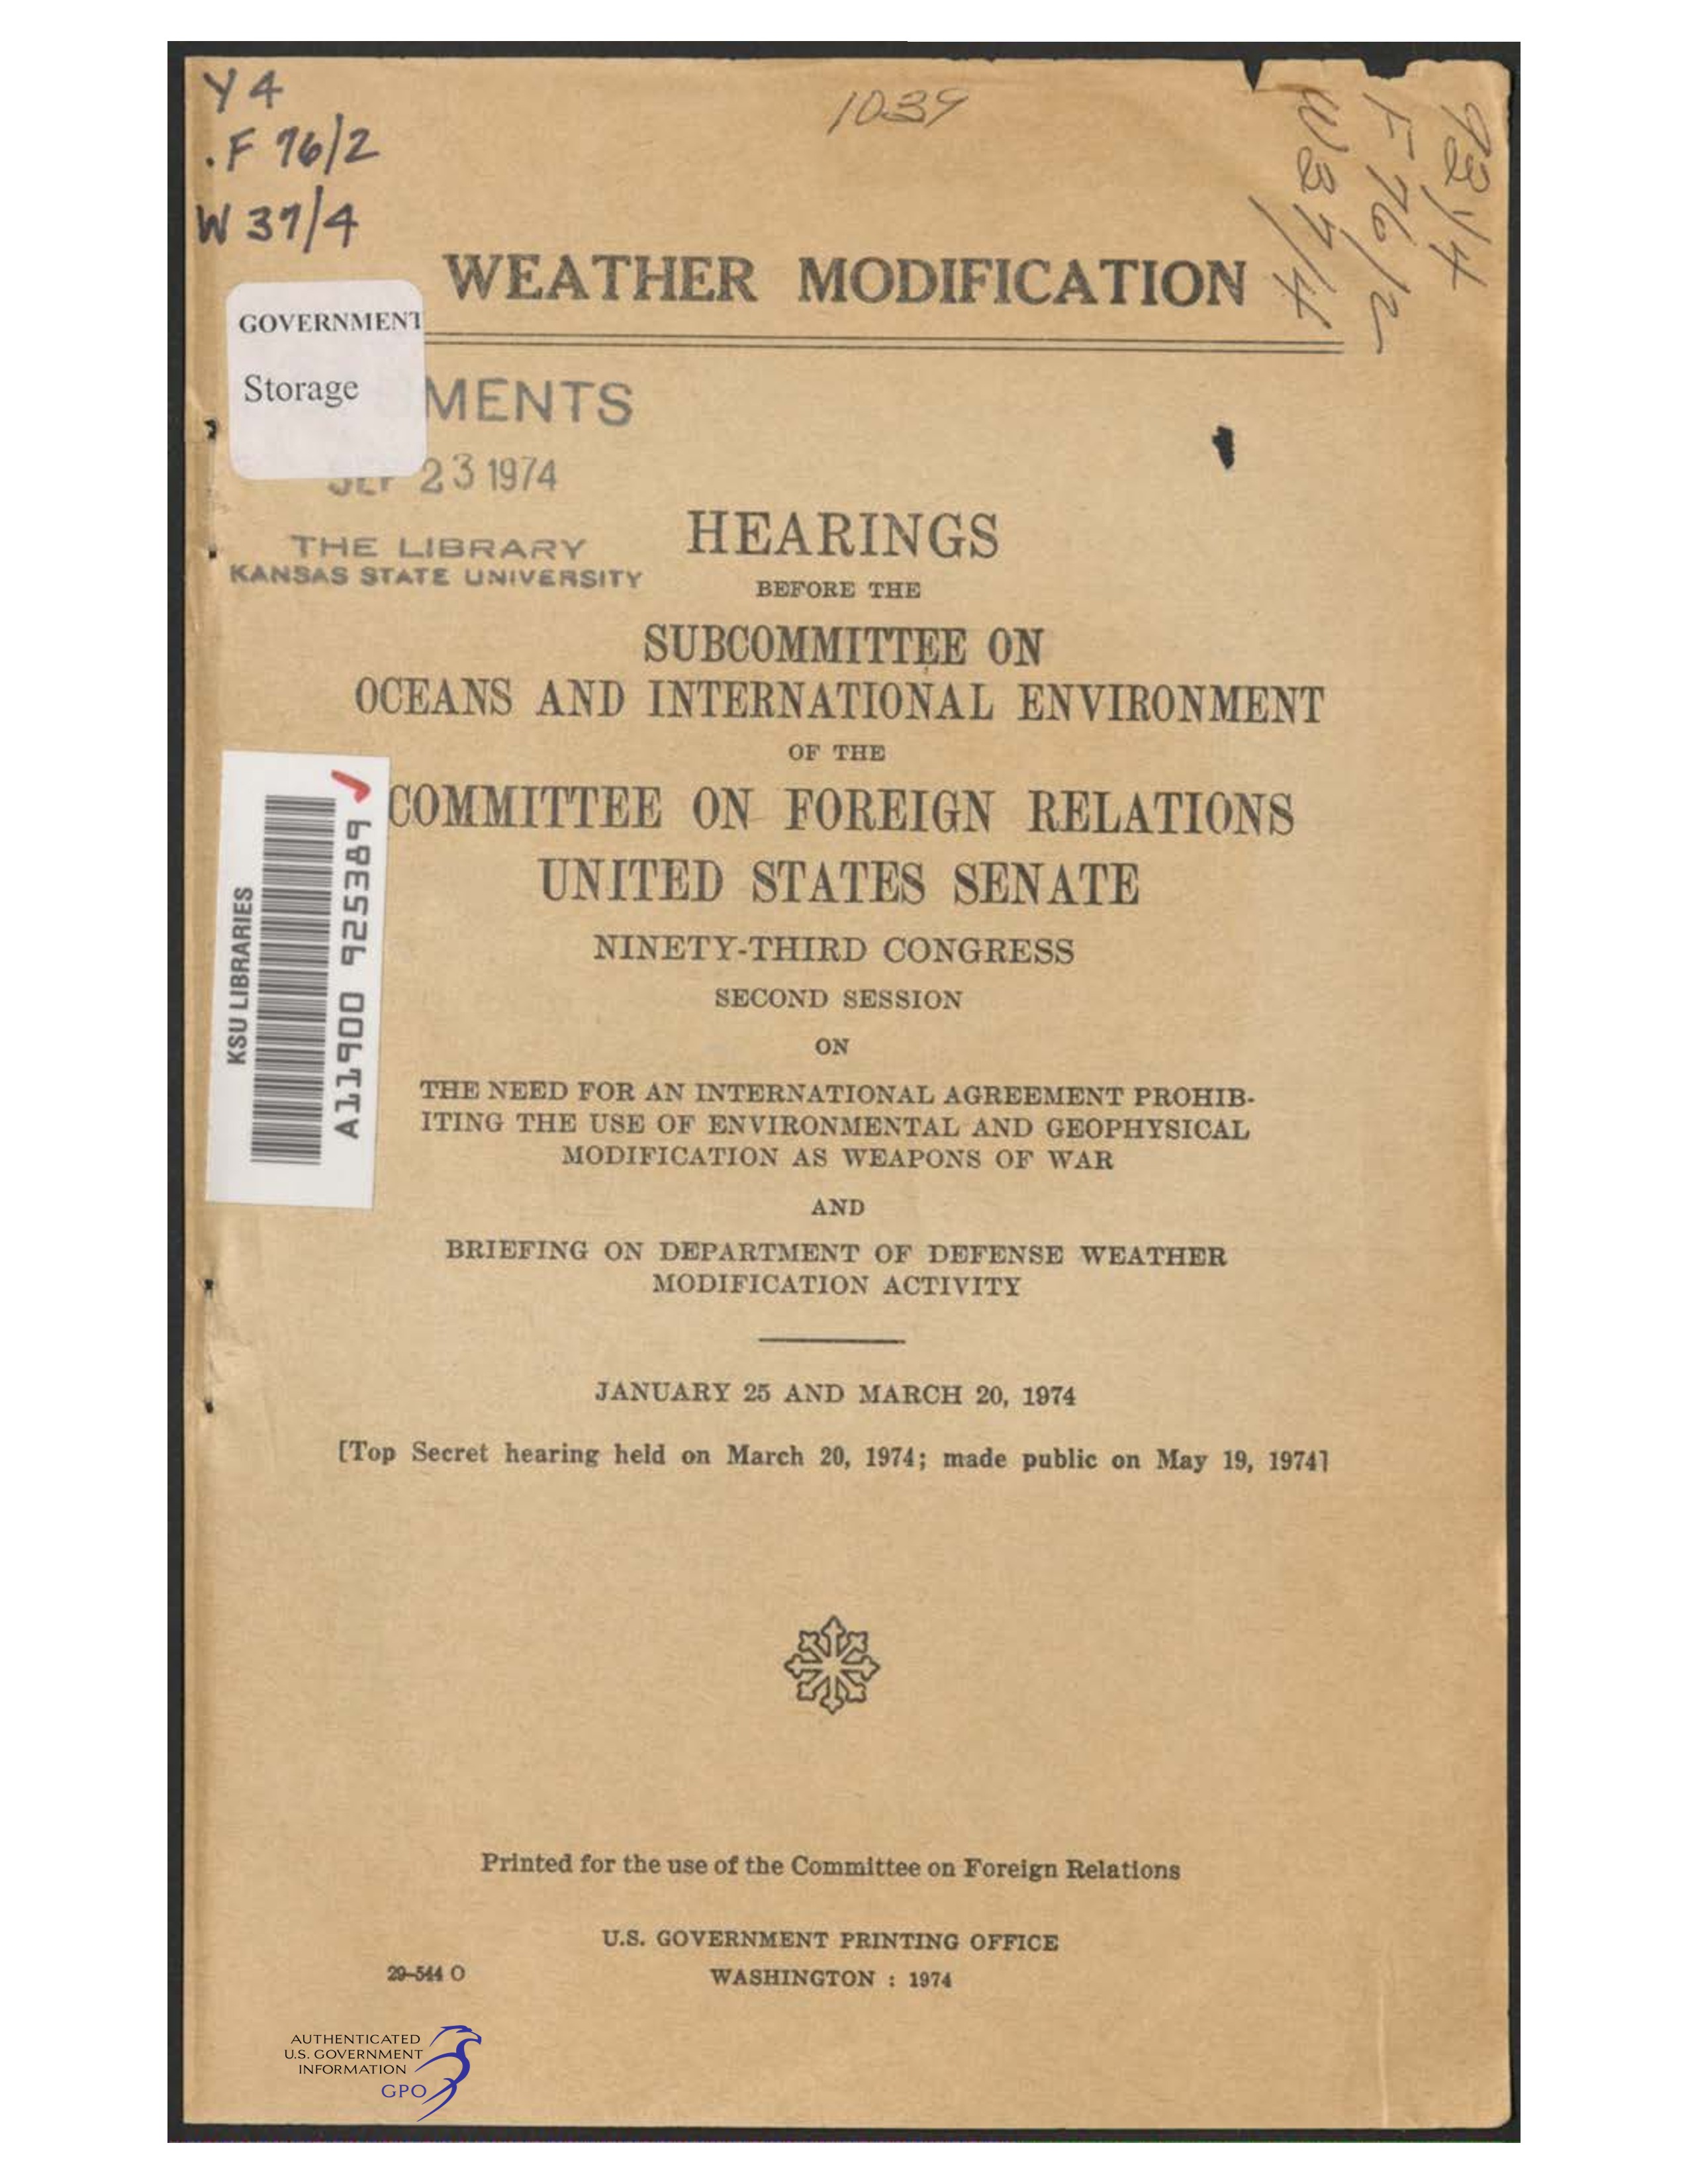 Y 4
.F 76/2
W 37/4
1039
93 Y4
F 76/2
W 37/4
WEATHER MODIFICATION
GOVERNMENT
Storage
MENTS
SEP 23 1974
THE LIBRARY
KANSAS STATE UNIVERSITY
HEARINGS
BEFORE THE
SUBCOMMITTEE ON
OCEANS AND INTERNATIONAL ENVIRONMENT
OF THE
COMMITTEE ON FOREIGN RELATIONS
UNITED STATES SENATE
NINETY-THIRD CONGRESS
SECOND SESSION
ON
THE NEED FOR AN INTERNATIONAL AGREEMENT PROHIB-
ITING THE USE OF ENVIRONMENTAL AND GEOPHYSICAL
MODIFICATION AS WEAPONS OF WAR
AND
BRIEFING ON DEPARTMENT OF DEFENSE WEATHER
MODIFICATION ACTIVITY
KSU LIBRARIES
A11900 925389
JANUARY 25 AND MARCH 20, 1974
[Top Secret hearing held on March 20, 1974; made public on May 19, 1974]
Printed for the use of the Committee on Foreign Relations
U.S. GOVERNMENT PRINTING OFFICE
29-544 O
WASHINGTON : 1974
AUTHENTICATED
U.S. GOVERNMENT
INFORMATION
GPO